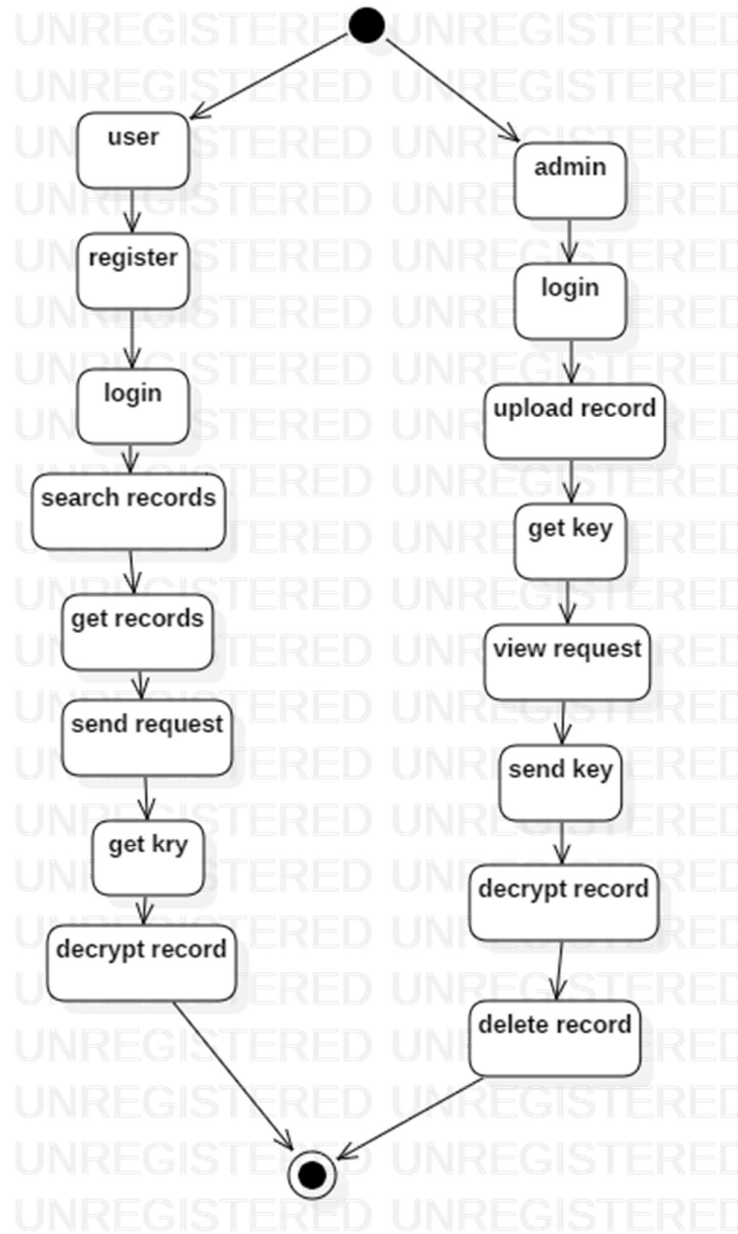 user
register
login
search records
get records
send request
get kry
decrypt record
admin
login
upload record
get key
view request
send key
decrypt record
delete record
UNREGISTERED